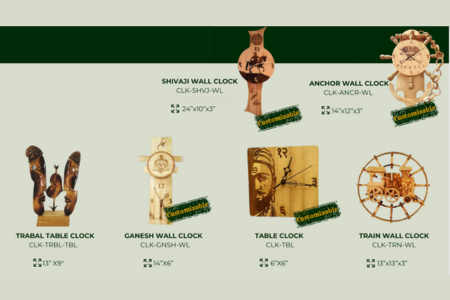 SHIVAJI WALL CLOCK
CLK-SHVJ-WL
24"x10"x3"
Customizable
ANCHOR WALL CLOCK
CLK-ANCR-WL
14"x12"x3"
Customizable
TRABAL TABLE CLOCK
CLK-TRBL-TBL
13" X9"
GANESH WALL CLOCK
CLK-GNSH-WL
14"X6"
Customizable
TABLE CLOCK
CLK-TBL
6"X6"
Customizable
TRAIN WALL CLOCK
CLK-TRN-WL
13"x13"x3"